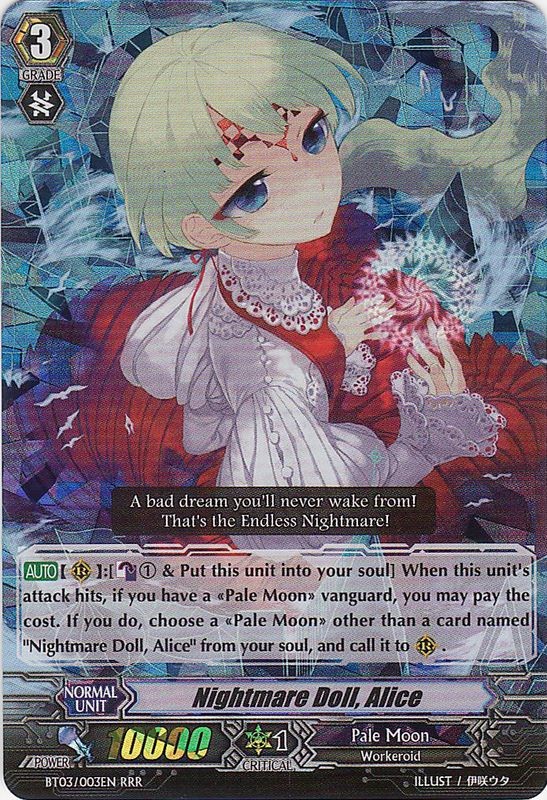 3
GRADE
A bad dream you'll never wake from!
That's the Endless Nightmare!
AUTO [ R ]:[ ① & Put this unit into your soul] When this unit's
attack hits, if you have a «Pale Moon» vanguard, you may pay the
cost. If you do, choose a «Pale Moon» other than a card named
"Nightmare Doll, Alice" from your soul, and call it to R .
NORMAL
UNIT
Nightmare Doll, Alice
POWER
10000
1
CRITICAL
Pale Moon
Workeroid
BT03/003EN RRR
ILLUST / 伊咲ウタ